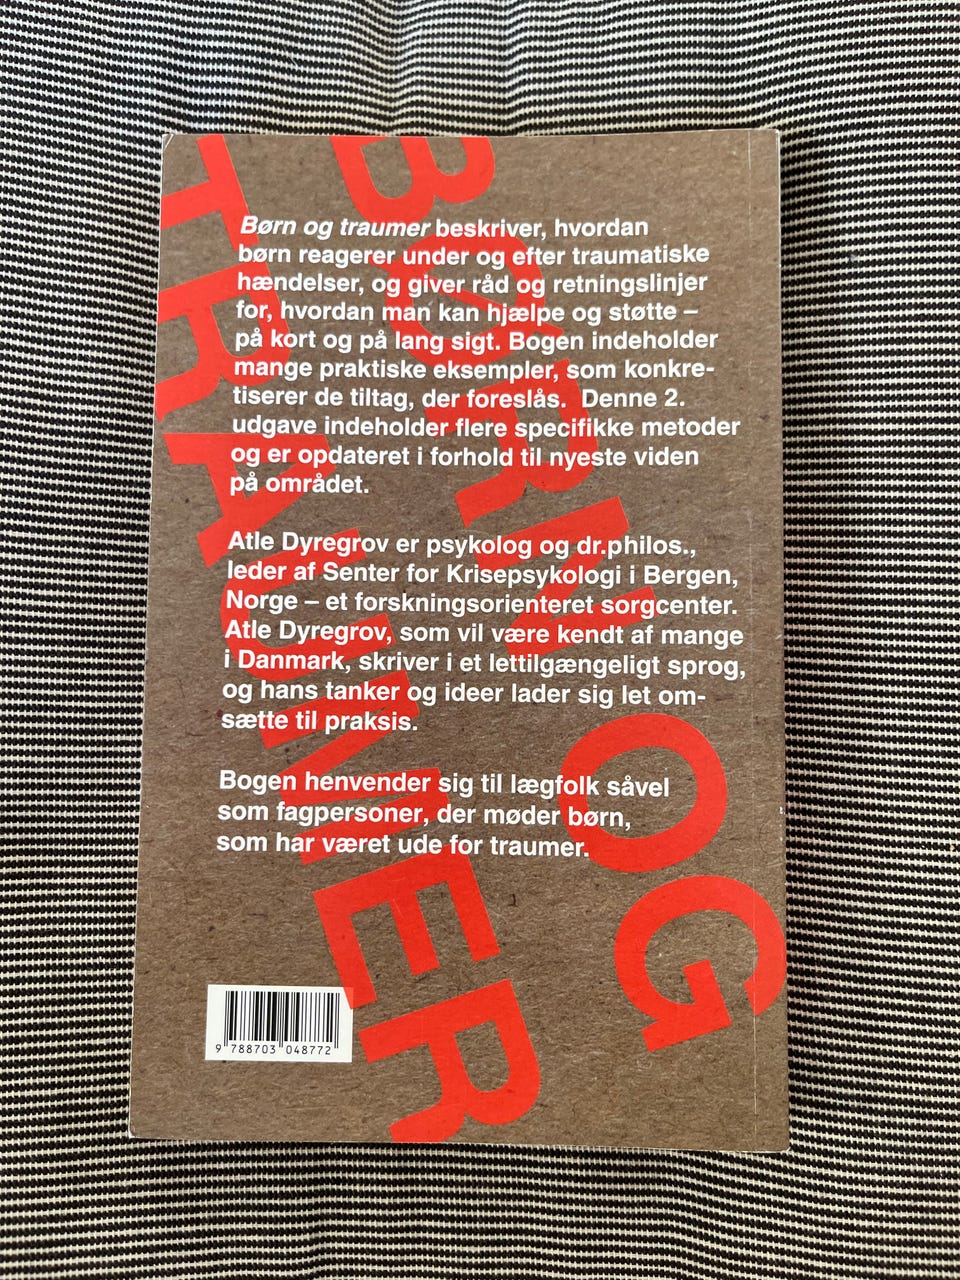 BØRN OG
TRAUMER
Børn og traumer beskriver, hvordan
børn reagerer under og efter traumatiske
hændelser, og giver råd og retningslinjer
for, hvordan man kan hjælpe og støtte –
på kort og på lang sigt. Bogen indeholder
mange praktiske eksempler, som konkre-
tiserer de tiltag, der foreslås. Denne 2.
udgave indeholder flere specifikke metoder
og er opdateret i forhold til nyeste viden
på området.
Atle Dyregrov er psykolog og dr.philos.,
leder af Senter for Krisepsykologi i Bergen,
Norge – et forskningsorienteret sorgcenter.
Atle Dyregrov, som vil være kendt af mange
i Danmark, skriver i et lettilgængeligt sprog,
og hans tanker og ideer lader sig let om-
sætte til praksis.
Bogen henvender sig til lægfolk såvel
som fagpersoner, der møder børn,
som har været ude for traumer.
9 788703 048772